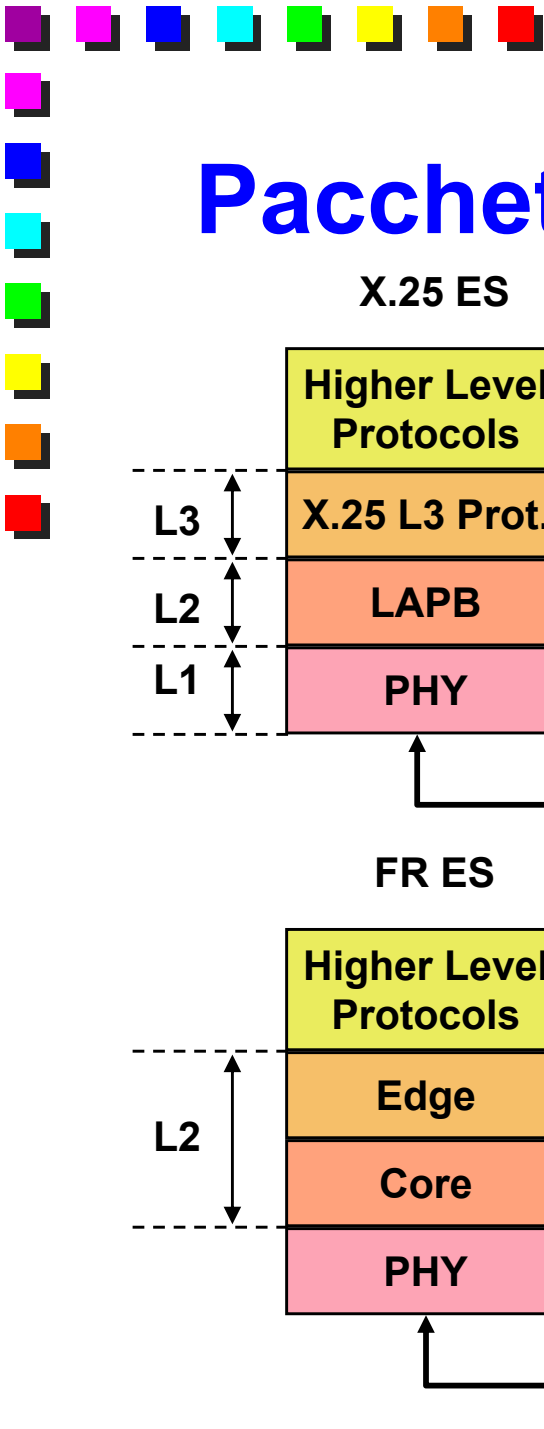 Pacchet
X.25 ES
Higher Level
Protocols
L3
X.25 L3 Prot.
L2
LAPB
L1
PHY
FR ES
Higher Level
Protocols
Edge
L2
Core
PHY